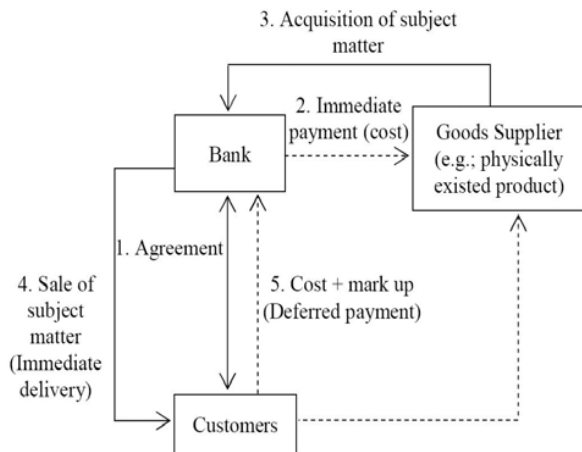 3. Acquisition of subject
matter
2. Immediate
payment (cost)
Bank
Goods Supplier
(e.g.; physically
existed product)
1. Agreement
4. Sale of
subject
matter
(Immediate
delivery)
5. Cost + mark up
(Deferred payment)
Customers